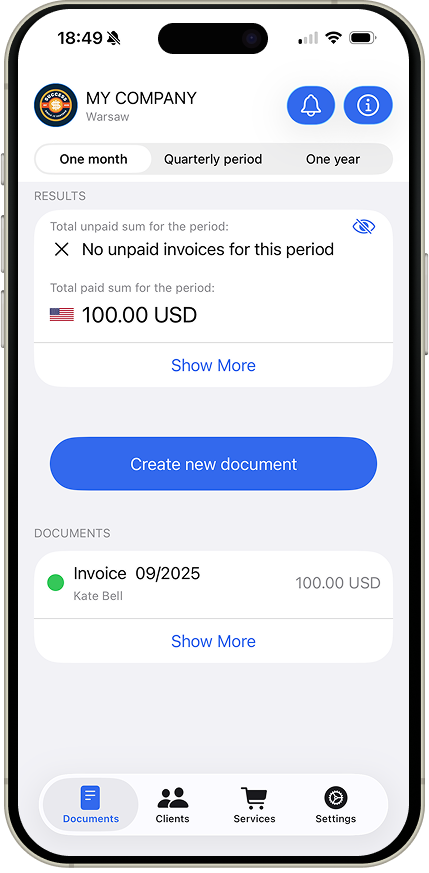 18:49
SUCCESS
MY COMPANY
Warsaw
One month Quarterly period One year
RESULTS
Total unpaid sum for the period:
No unpaid invoices for this period
Total paid sum for the period:
100.00 USD
Show More
Create new document
DOCUMENTS
Invoice 09/2025 100.00 USD
Kate Bell
Show More
Documents Clients Services Settings